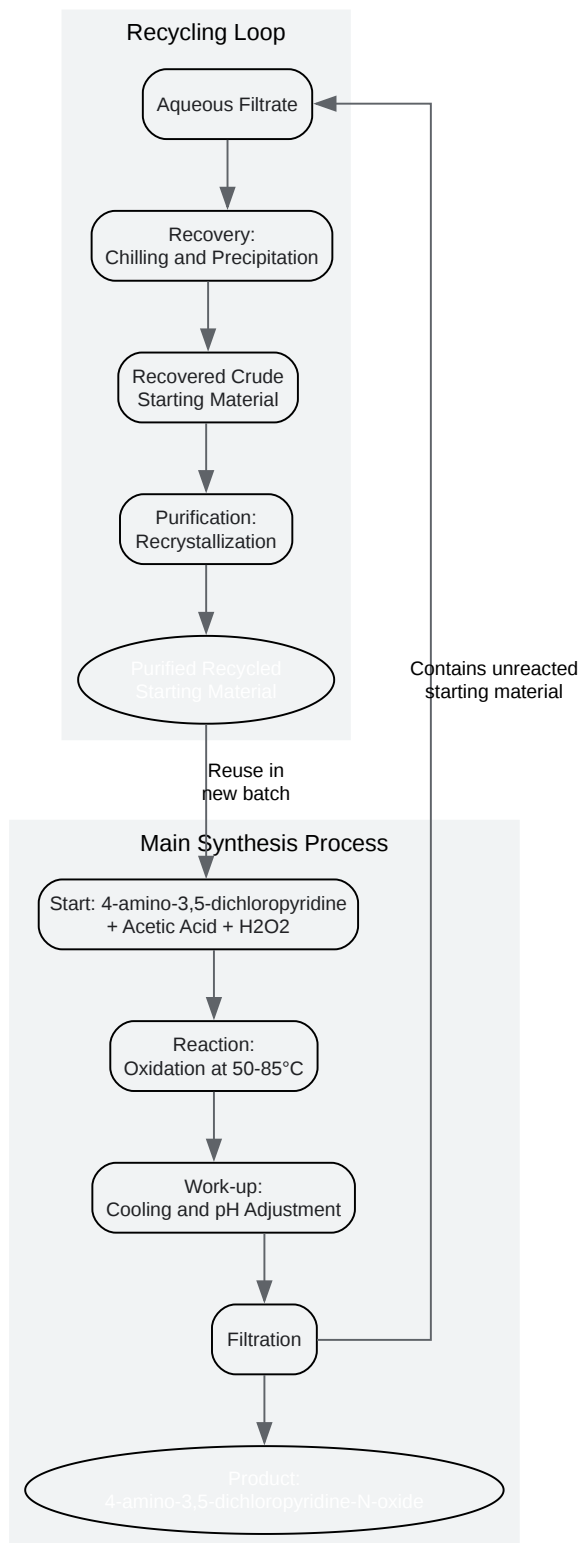 Recycling Loop
Aqueous Filtrate
Recovery:
Chilling and Precipitation
Recovered Crude
Starting Material
Purification:
Recrystallization
Purified Recycled
Starting Material
Contains unreacted
starting material
Reuse in
new batch
Main Synthesis Process
Start: 4-amino-3,5-dichloropyridine
+ Acetic Acid + H2O2
Reaction:
Oxidation at 50-85°C
Work-up:
Cooling and pH Adjustment
Filtration
Product:
4-amino-3,5-dichloropyridine-N-oxide